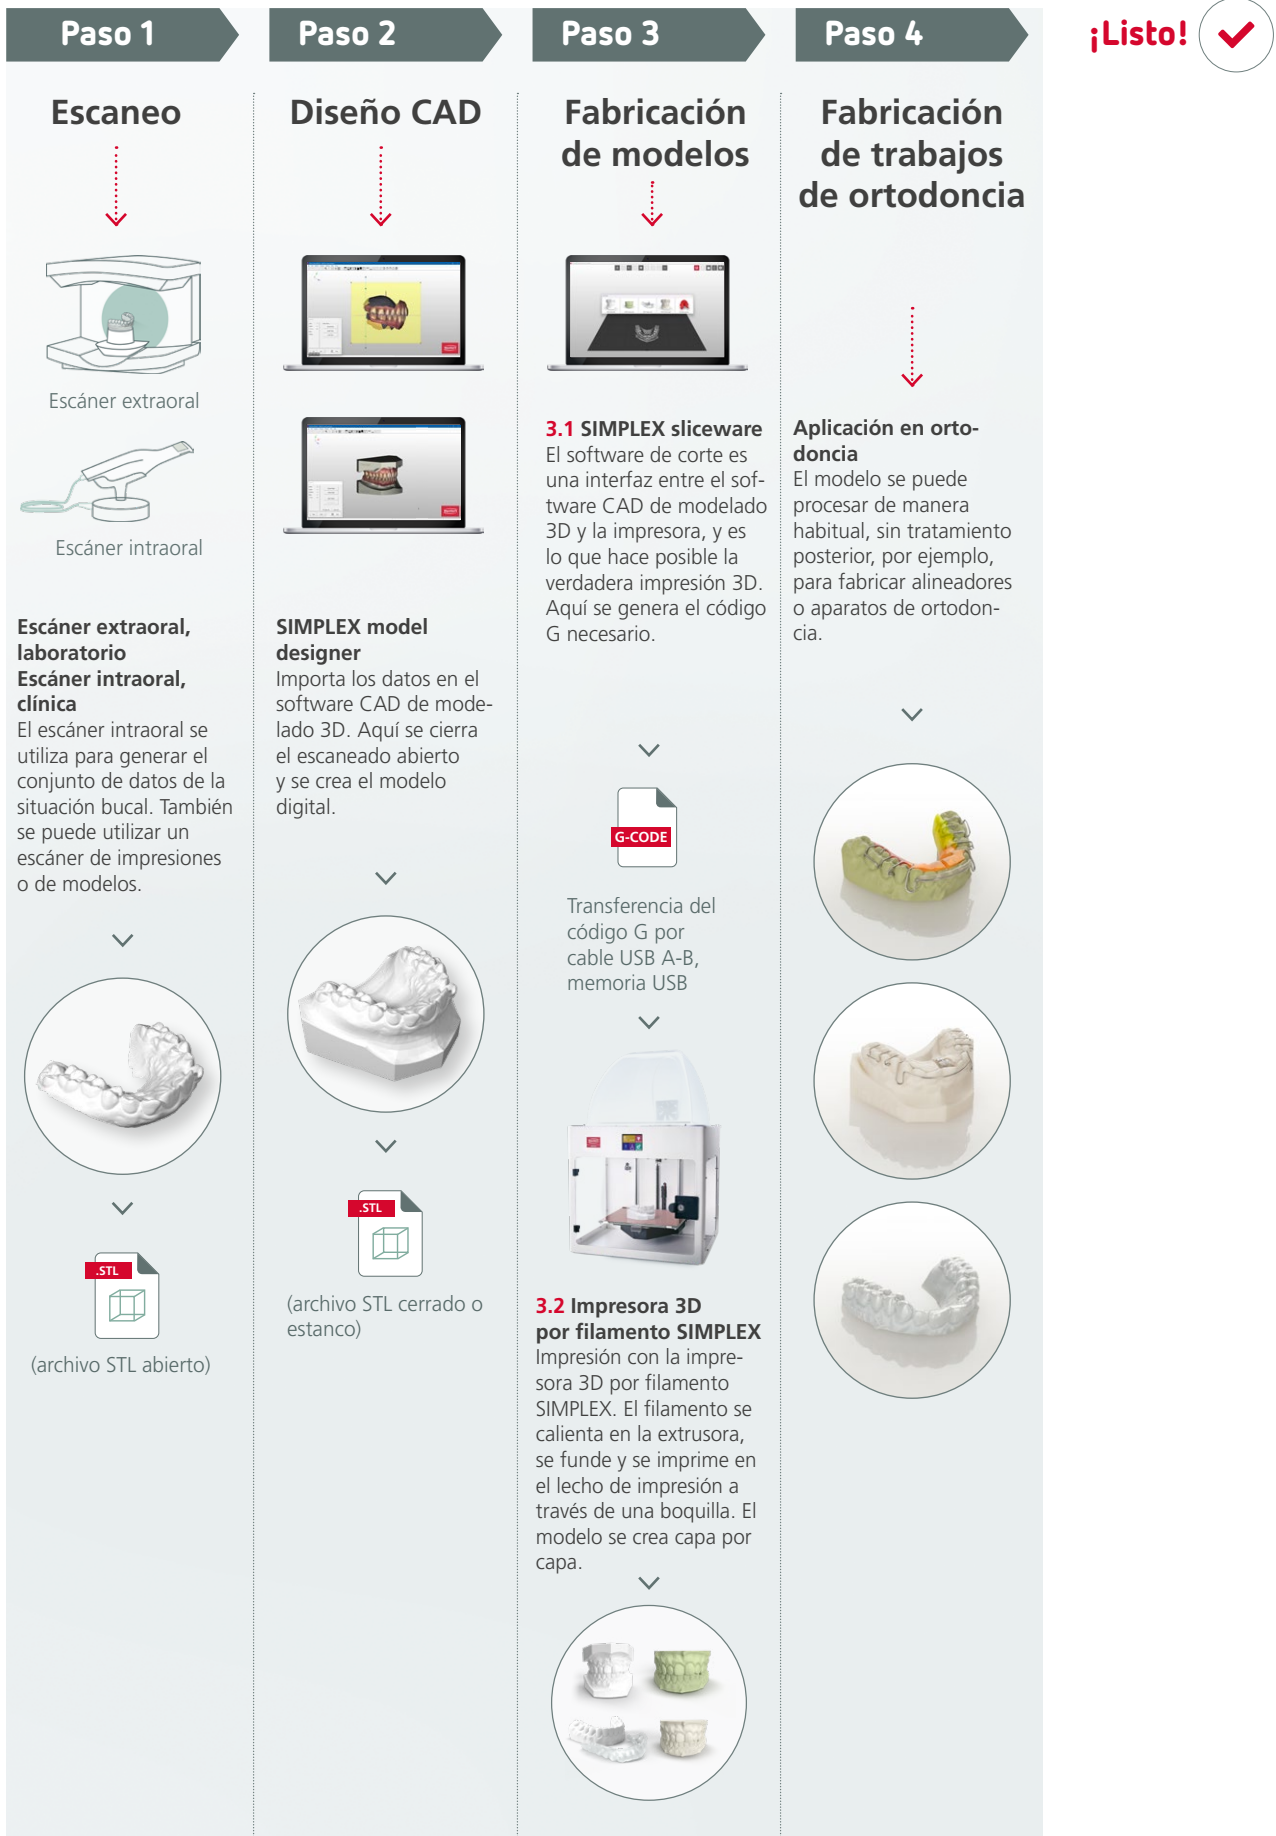 Paso 1
Paso 2
Paso 3
Paso 4
¡Listo!
Escaneo
Escáner extraoral
Escáner intraoral
Escáner extraoral,
laboratorio
Escáner intraoral,
clínica
El escáner intraoral se
utiliza para generar el
conjunto de datos de la
situación bucal. También
se puede utilizar un
escáner de impresiones
o de modelos.
.STL
(archivo STL abierto)
Diseño CAD
SIMPLEX model
designer
Importa los datos en el
software CAD de mode-
lado 3D. Aquí se cierra
el escaneado abierto
y se crea el modelo
digital.
.STL
(archivo STL cerrado o
estanco)
Fabricación
de modelos
3.1 SIMPLEX sliceware
El software de corte es
una interfaz entre el sof-
tware CAD de modelado
3D y la impresora, y es
lo que hace posible la
verdadera impresión 3D.
Aquí se genera el código
G necesario.
G-CODE
Transferencia del
código G por
cable USB A-B,
memoria USB
3.2 Impresora 3D
por filamento SIMPLEX
Impresión con la impre-
sora 3D por filamento
SIMPLEX. El filamento se
calienta en la extrusora,
se funde y se imprime en
el lecho de impresión a
través de una boquilla. El
modelo se crea capa por
capa.
Fabricación
de trabajos
de ortodoncia
Aplicación en orto-
doncia
El modelo se puede
procesar de manera
habitual, sin tratamiento
posterior, por ejemplo,
para fabricar alineadores
o aparatos de ortodon-
cia.